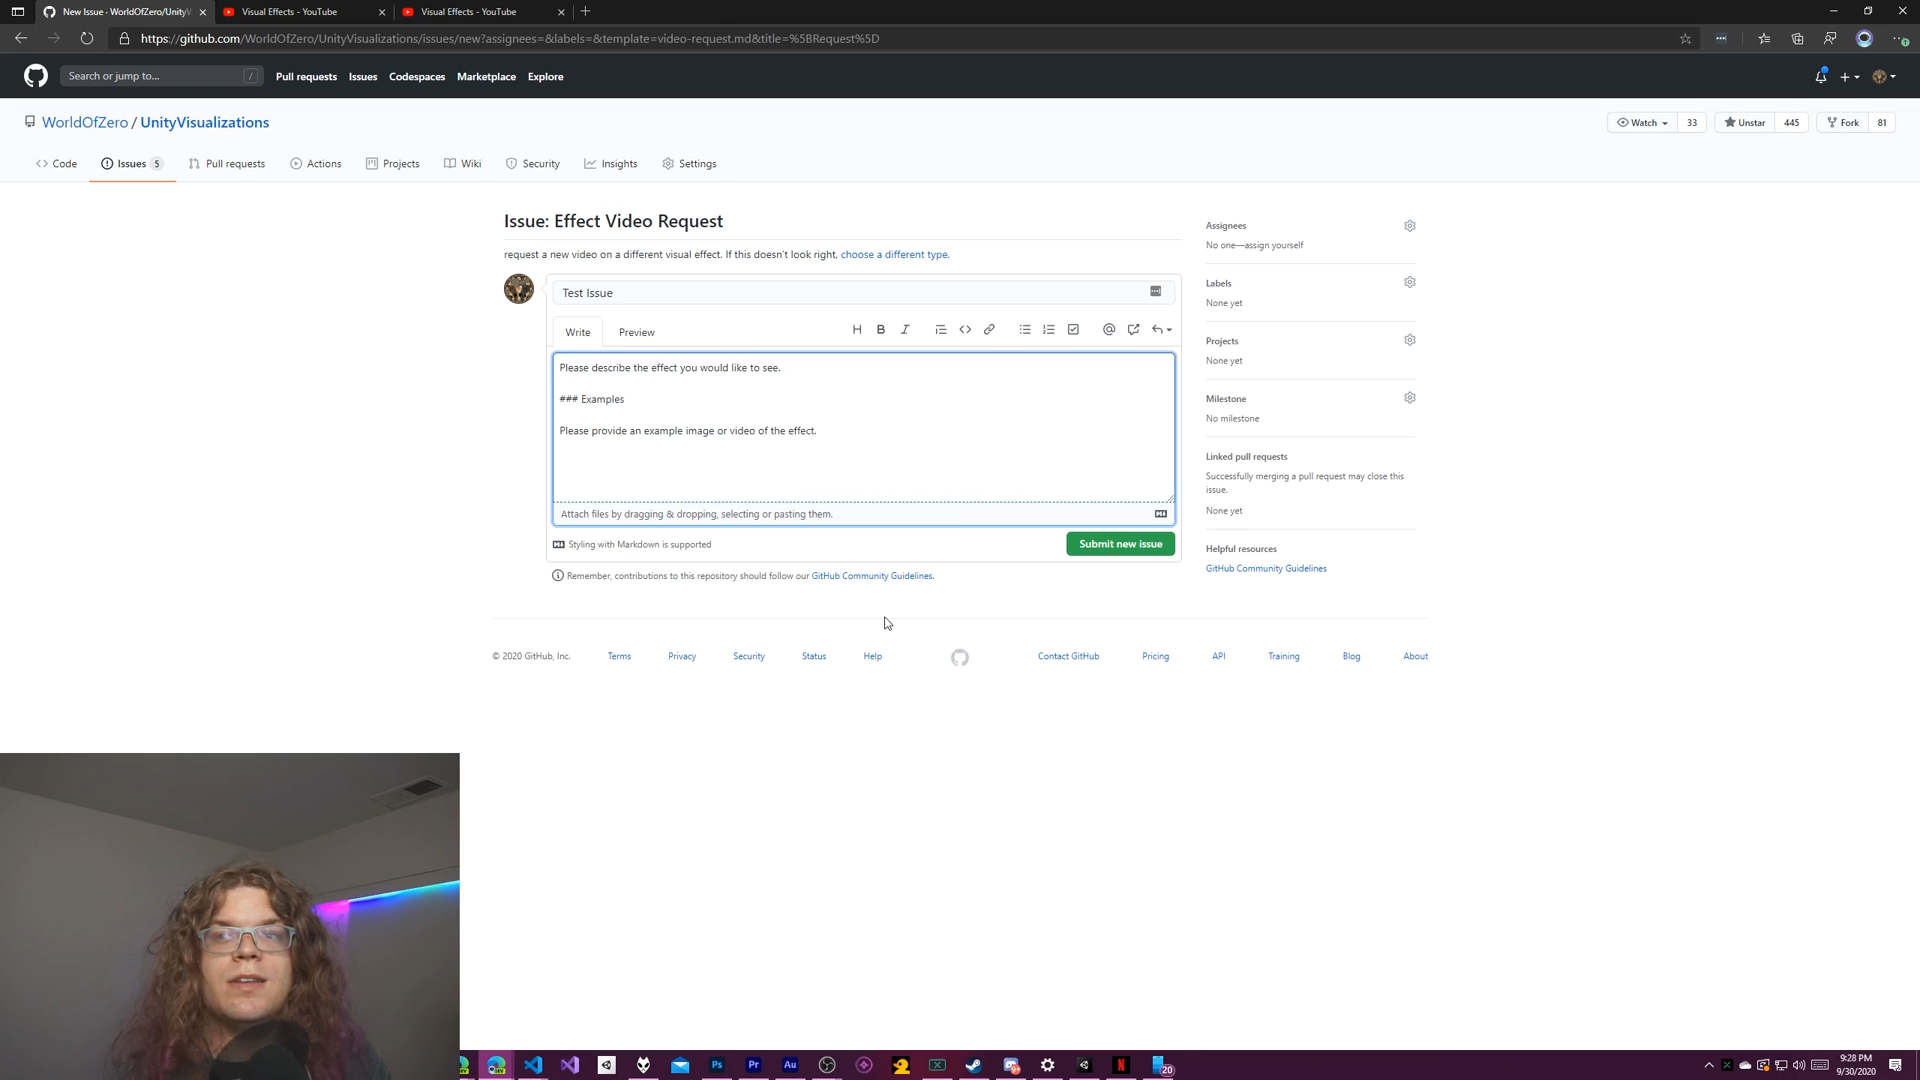 New Issue · WorldOfZero/UnityV
Visual Effects - YouTube
Visual Effects - YouTube
https://github.com/WorldOfZero/UnityVisualizations/issues/new?assignees=&labels=&template=video-request.md&title=%5BRequest%5D
Search or jump to... /
Pull requests Issues Codespaces Marketplace Explore
WorldOfZero / UnityVisualizations
Watch 33 Unstar 445 Fork 81
Code Issues 5 Pull requests Actions Projects Wiki Security Insights Settings
Issue: Effect Video Request
request a new video on a different visual effect. If this doesn't look right, choose a different type.
Test Issue
Write Preview
H B I
Please describe the effect you would like to see.
### Examples
Please provide an example image or video of the effect.
Attach files by dragging & dropping, selecting or pasting them.
Styling with Markdown is supported
Submit new issue
Remember, contributions to this repository should follow our GitHub Community Guidelines.
Assignees
No one—assign yourself
Labels
None yet
Projects
None yet
Milestone
No milestone
Linked pull requests
Successfully merging a pull request may close this
issue.
None yet
Helpful resources
GitHub Community Guidelines
© 2020 GitHub, Inc. Terms Privacy Security Status Help Contact GitHub Pricing API Training Blog About
Ps Pr Au 2 N 20
9:28 PM
9/30/2020